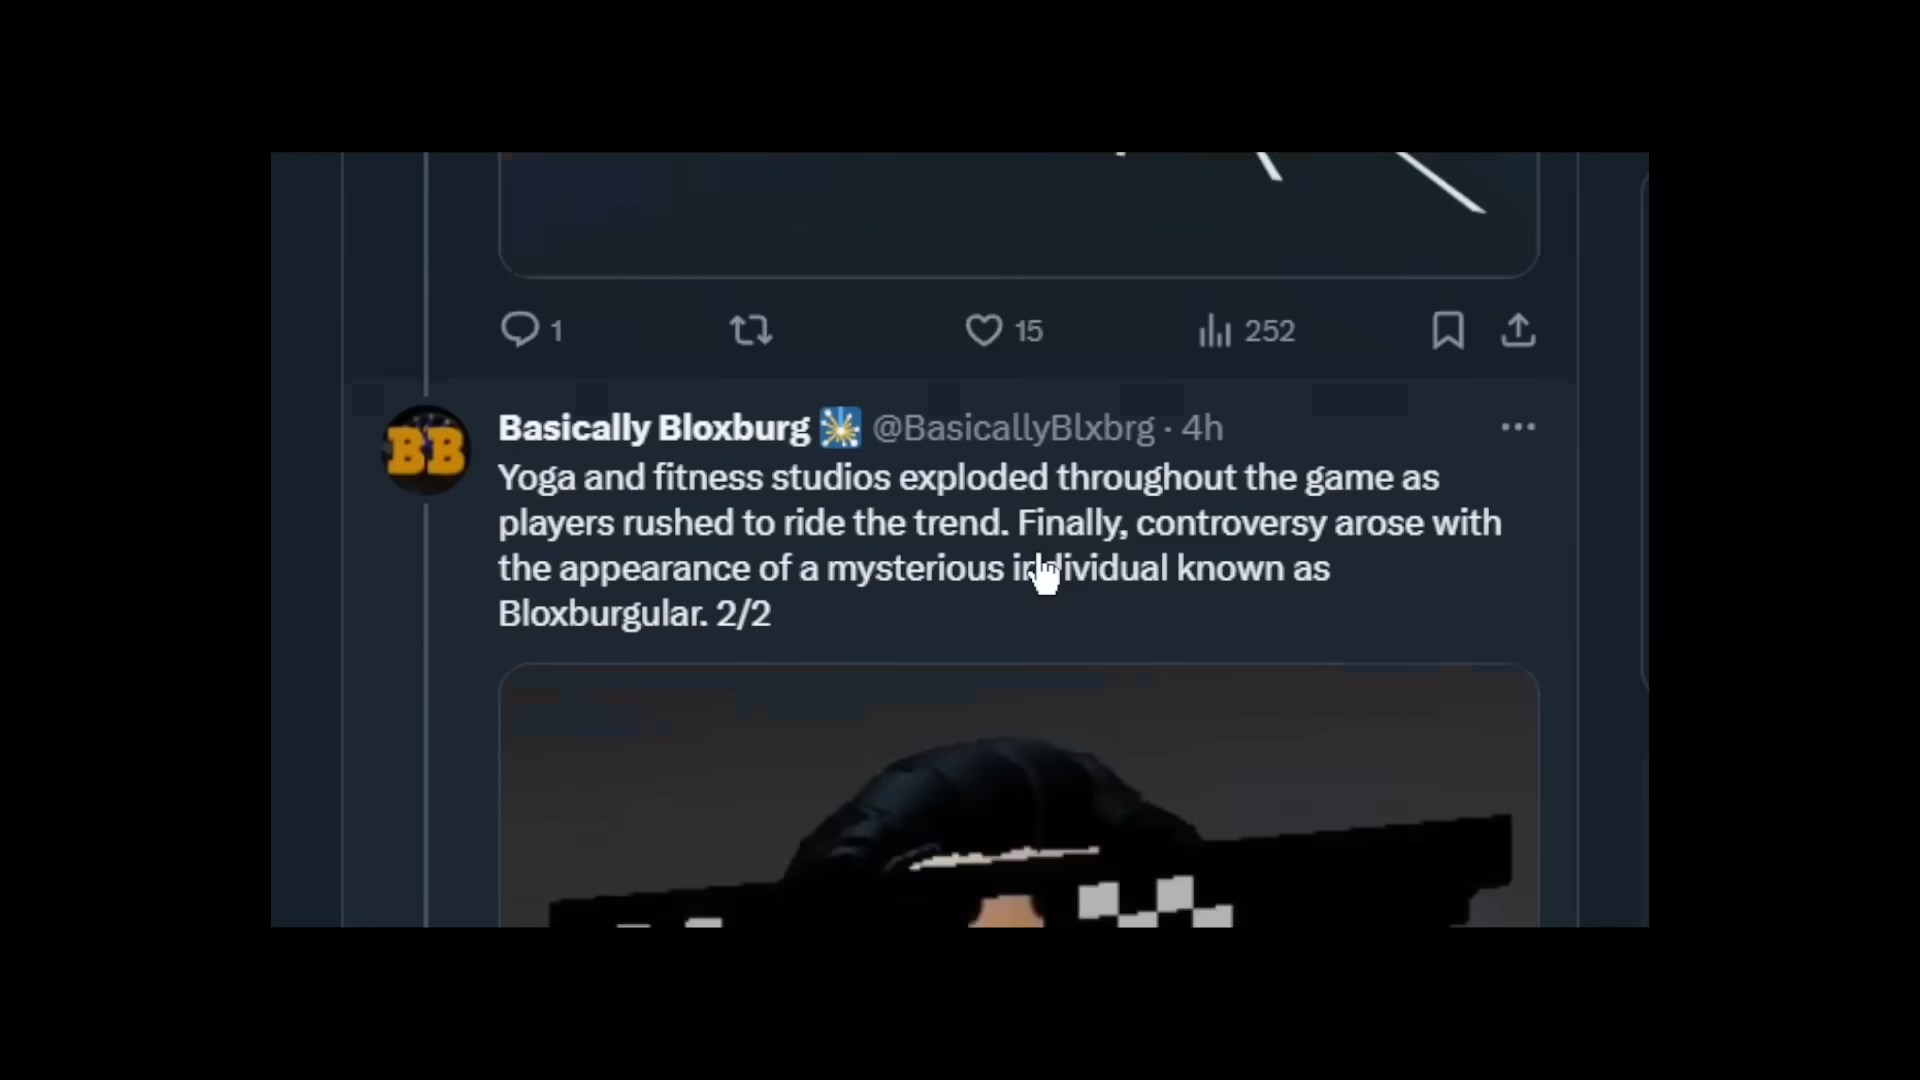 1 15 252
Basically Bloxburg @BasicallyBlxbrg · 4h
BB
Yoga and fitness studios exploded throughout the game as
players rushed to ride the trend. Finally, controversy arose with
the appearance of a mysterious individual known as
Bloxburgular. 2/2